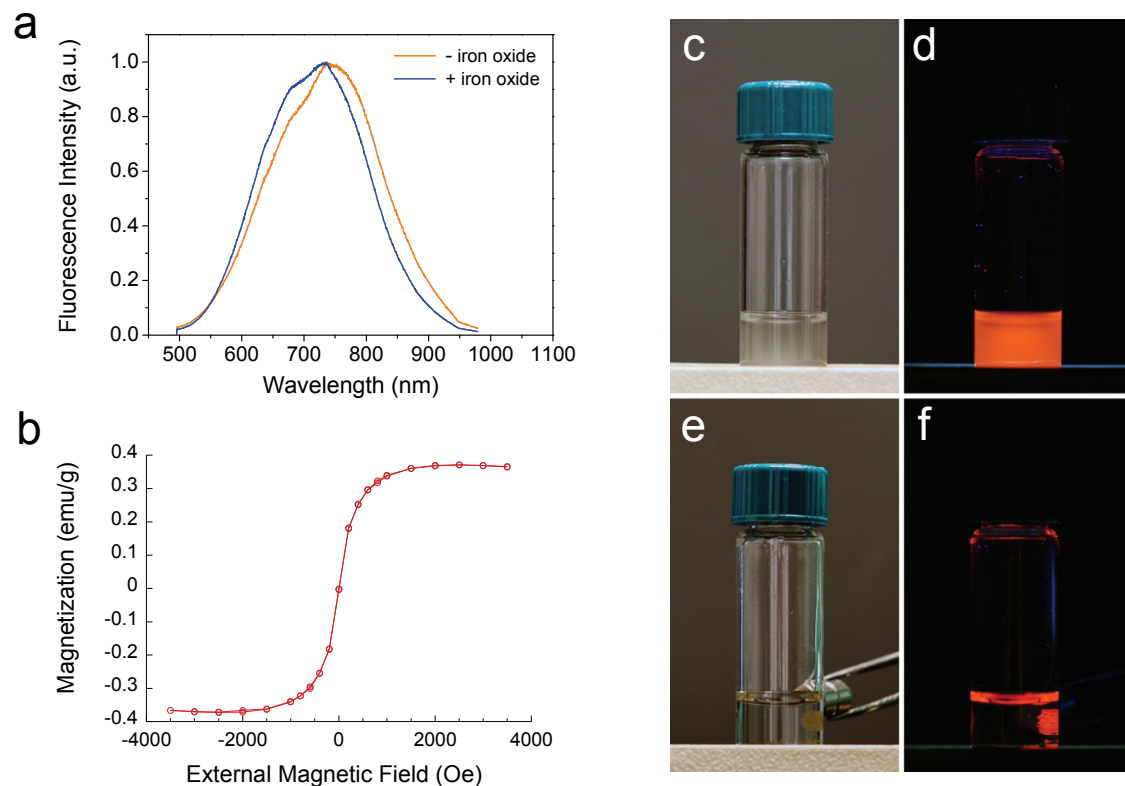 a
Fluorescence Intensity (a.u.)
1.0
0.8
0.6
0.4
0.2
0.0
- iron oxide
+ iron oxide
500 600 700 800 900 1000 1100
Wavelength (nm)
b
Magnetization (emu/g)
0.4
0.3
0.2
0.1
0
-0.1
-0.2
-0.3
-0.4
-4000 -2000 0 2000 4000
External Magnetic Field (Oe)
c
d
e
f